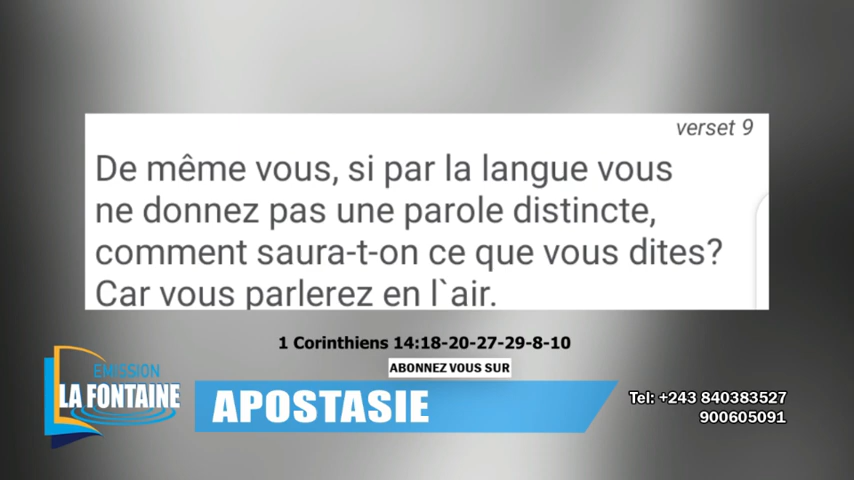 verset 9
De même vous, si par la langue vous
ne donnez pas une parole distincte,
comment saura-t-on ce que vous dites?
Car vous parlerez en l`air.
1 Corinthiens 14:18-20-27-29-8-10
ABONNEZ VOUS SUR
EMISSION
LA FONTAINE
APOSTASIE
Tel: +243 840383527
900605091